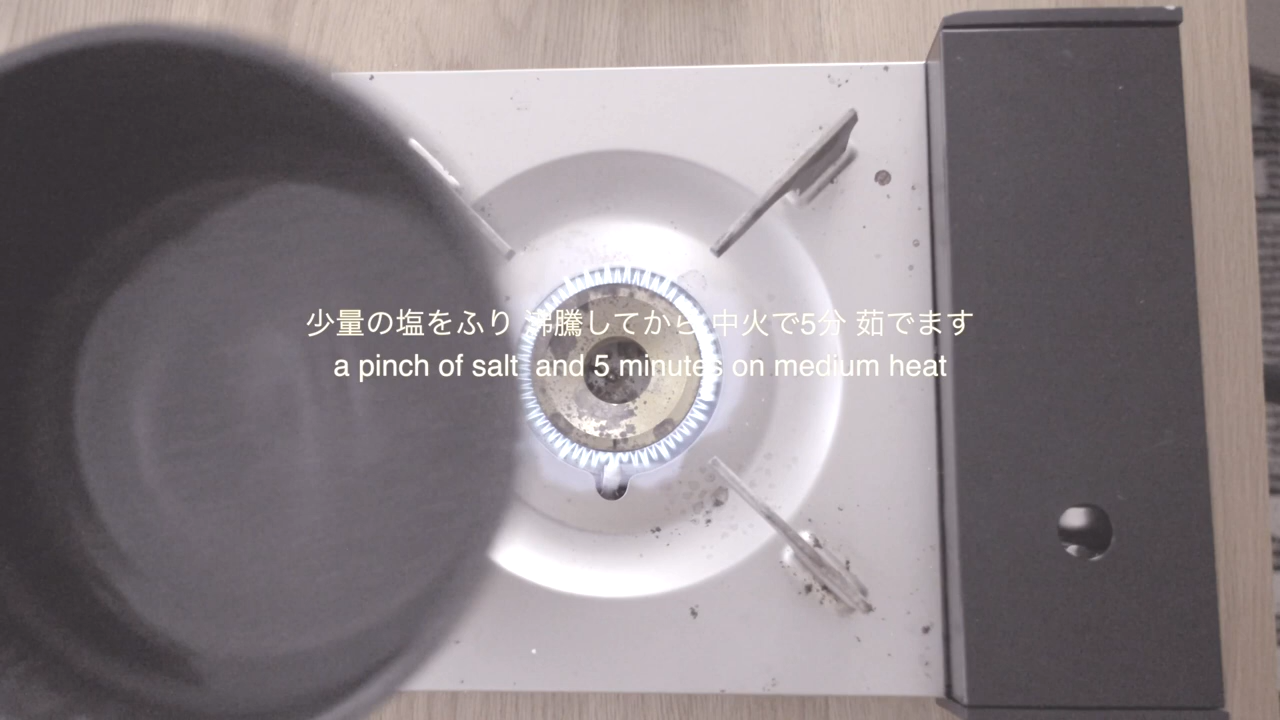 少量の塩をふり 沸騰してから 中火で5分 茹でます
a pinch of salt  and 5 minutes on medium heat